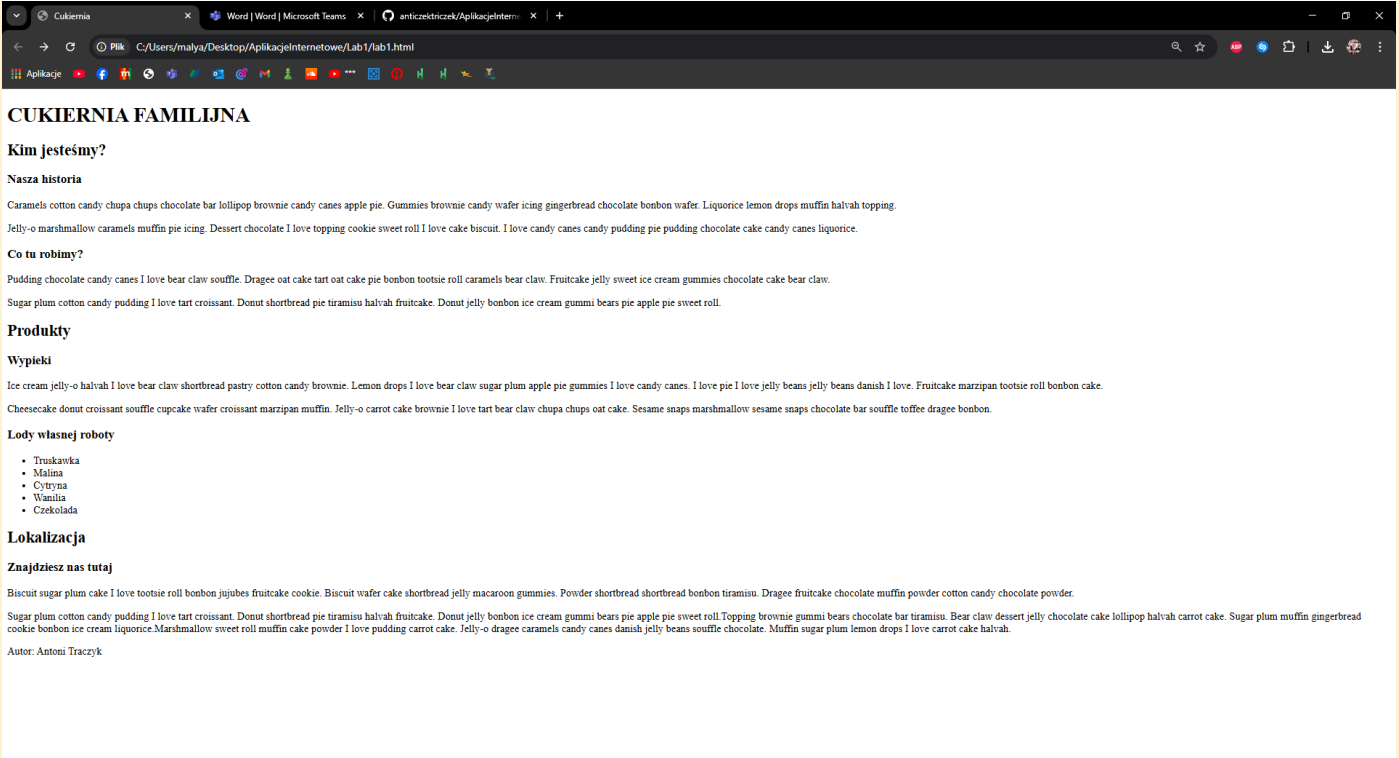 Cukiernia
Word | Word | Microsoft Teams
anticzektriczek/AplikacjeInterne
Plik
C:/Users/malya/Desktop/AplikacjeInternetowe/Lab1/lab1.html
ABP
Aplikacje
CUKIERNIA FAMILIJNA
Kim jesteśmy?
Nasza historia
Caramels cotton candy chupa chups chocolate bar lollipop brownie candy canes apple pie. Gummies brownie candy wafer icing gingerbread chocolate bonbon wafer. Liquorice lemon drops muffin halvah topping.
Jelly-o marshmallow caramels muffin pie icing. Dessert chocolate I love topping cookie sweet roll I love cake biscuit. I love candy canes candy pudding pie pudding chocolate cake candy canes liquorice.
Co tu robimy?
Pudding chocolate candy canes I love bear claw souffle. Dragee oat cake tart oat cake pie bonbon tootsie roll caramels bear claw. Fruitcake jelly sweet ice cream gummies chocolate cake bear claw.
Sugar plum cotton candy pudding I love tart croissant. Donut shortbread pie tiramisu halvah fruitcake. Donut jelly bonbon ice cream gummi bears pie apple pie sweet roll.
Produkty
Wypieki
Ice cream jelly-o halvah I love bear claw shortbread pastry cotton candy brownie. Lemon drops I love bear claw sugar plum apple pie gummies I love candy canes. I love pie I love jelly beans jelly beans danish I love. Fruitcake marzipan tootsie roll bonbon cake.
Cheesecake donut croissant souffle cupcake wafer croissant marzipan muffin. Jelly-o carrot cake brownie I love tart bear claw chupa chups oat cake. Sesame snaps marshmallow sesame snaps chocolate bar souffle toffee dragee bonbon.
Lody własnej roboty
• Truskawka
• Malina
• Cytryna
• Wanilia
• Czekolada
Lokalizacja
Znajdziesz nas tutaj
Biscuit sugar plum cake I love tootsie roll bonbon jujubes fruitcake cookie. Biscuit wafer cake shortbread jelly macaroon gummies. Powder shortbread shortbread bonbon tiramisu. Dragee fruitcake chocolate muffin powder cotton candy chocolate powder.
Sugar plum cotton candy pudding I love tart croissant. Donut shortbread pie tiramisu halvah fruitcake. Donut jelly bonbon ice cream gummi bears pie apple pie sweet roll.Topping brownie gummi bears chocolate bar tiramisu. Bear claw dessert jelly chocolate cake lollipop halvah carrot cake. Sugar plum muffin gingerbread
cookie bonbon ice cream liquorice.Marshmallow sweet roll muffin cake powder I love pudding carrot cake. Jelly-o dragee caramels candy canes danish jelly beans souffle chocolate. Muffin sugar plum lemon drops I love carrot cake halvah.
Autor: Antoni Traczyk